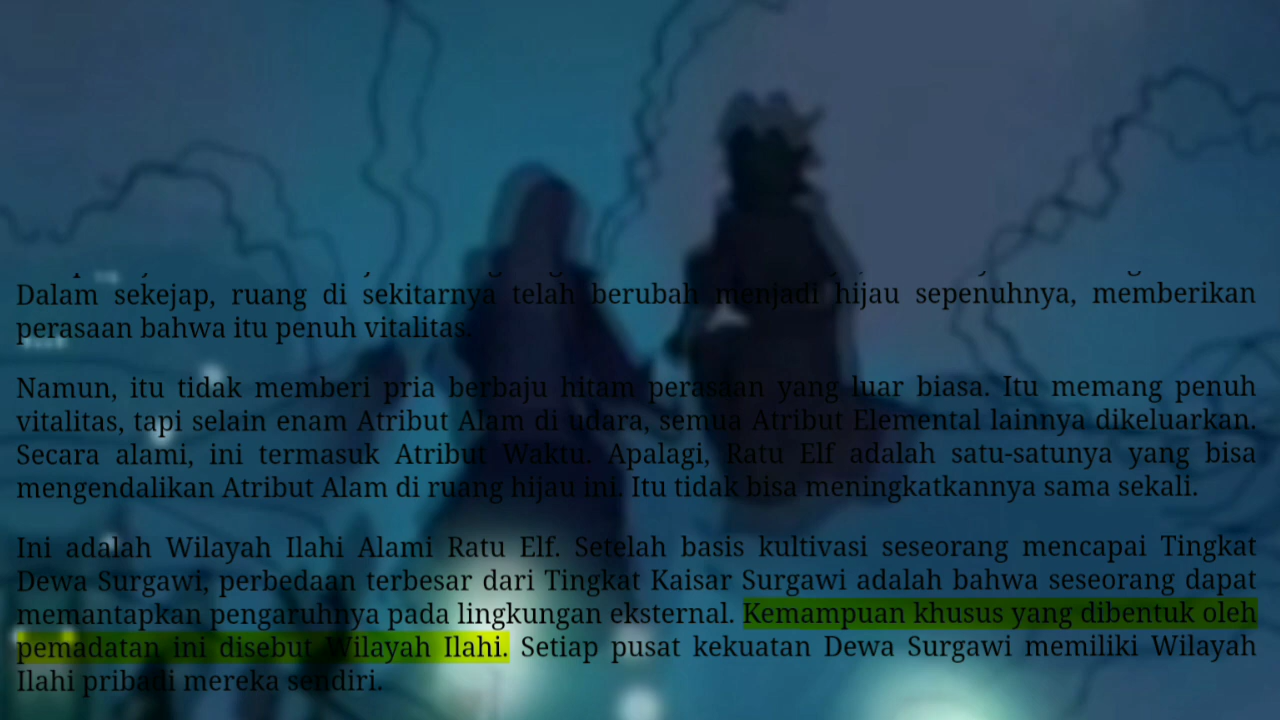 Dalam sekejap, ruang di sekitarnya telah berubah menjadi hijau sepenuhnya, memberikan
perasaan bahwa itu penuh vitalitas.
Namun, itu tidak memberi pria berbaju hitam perasaan yang luar biasa. Itu memang penuh
vitalitas, tapi selain enam Atribut Alam di udara, semua Atribut Elemental lainnya dikeluarkan.
Secara alami, ini termasuk Atribut Waktu. Apalagi, Ratu Elf adalah satu-satunya yang bisa
mengendalikan Atribut Alam di ruang hijau ini. Itu tidak bisa meningkatkannya sama sekali.
Ini adalah Wilayah Ilahi Alami Ratu Elf. Setelah basis kultivasi seseorang mencapai Tingkat
Dewa Surgawi, perbedaan terbesar dari Tingkat Kaisar Surgawi adalah bahwa seseorang dapat
memantapkan pengaruhnya pada lingkungan eksternal. Kemampuan khusus yang dibentuk oleh
pemadatan ini disebut Wilayah Ilahi. Setiap pusat kekuatan Dewa Surgawi memiliki Wilayah
Ilahi pribadi mereka sendiri.